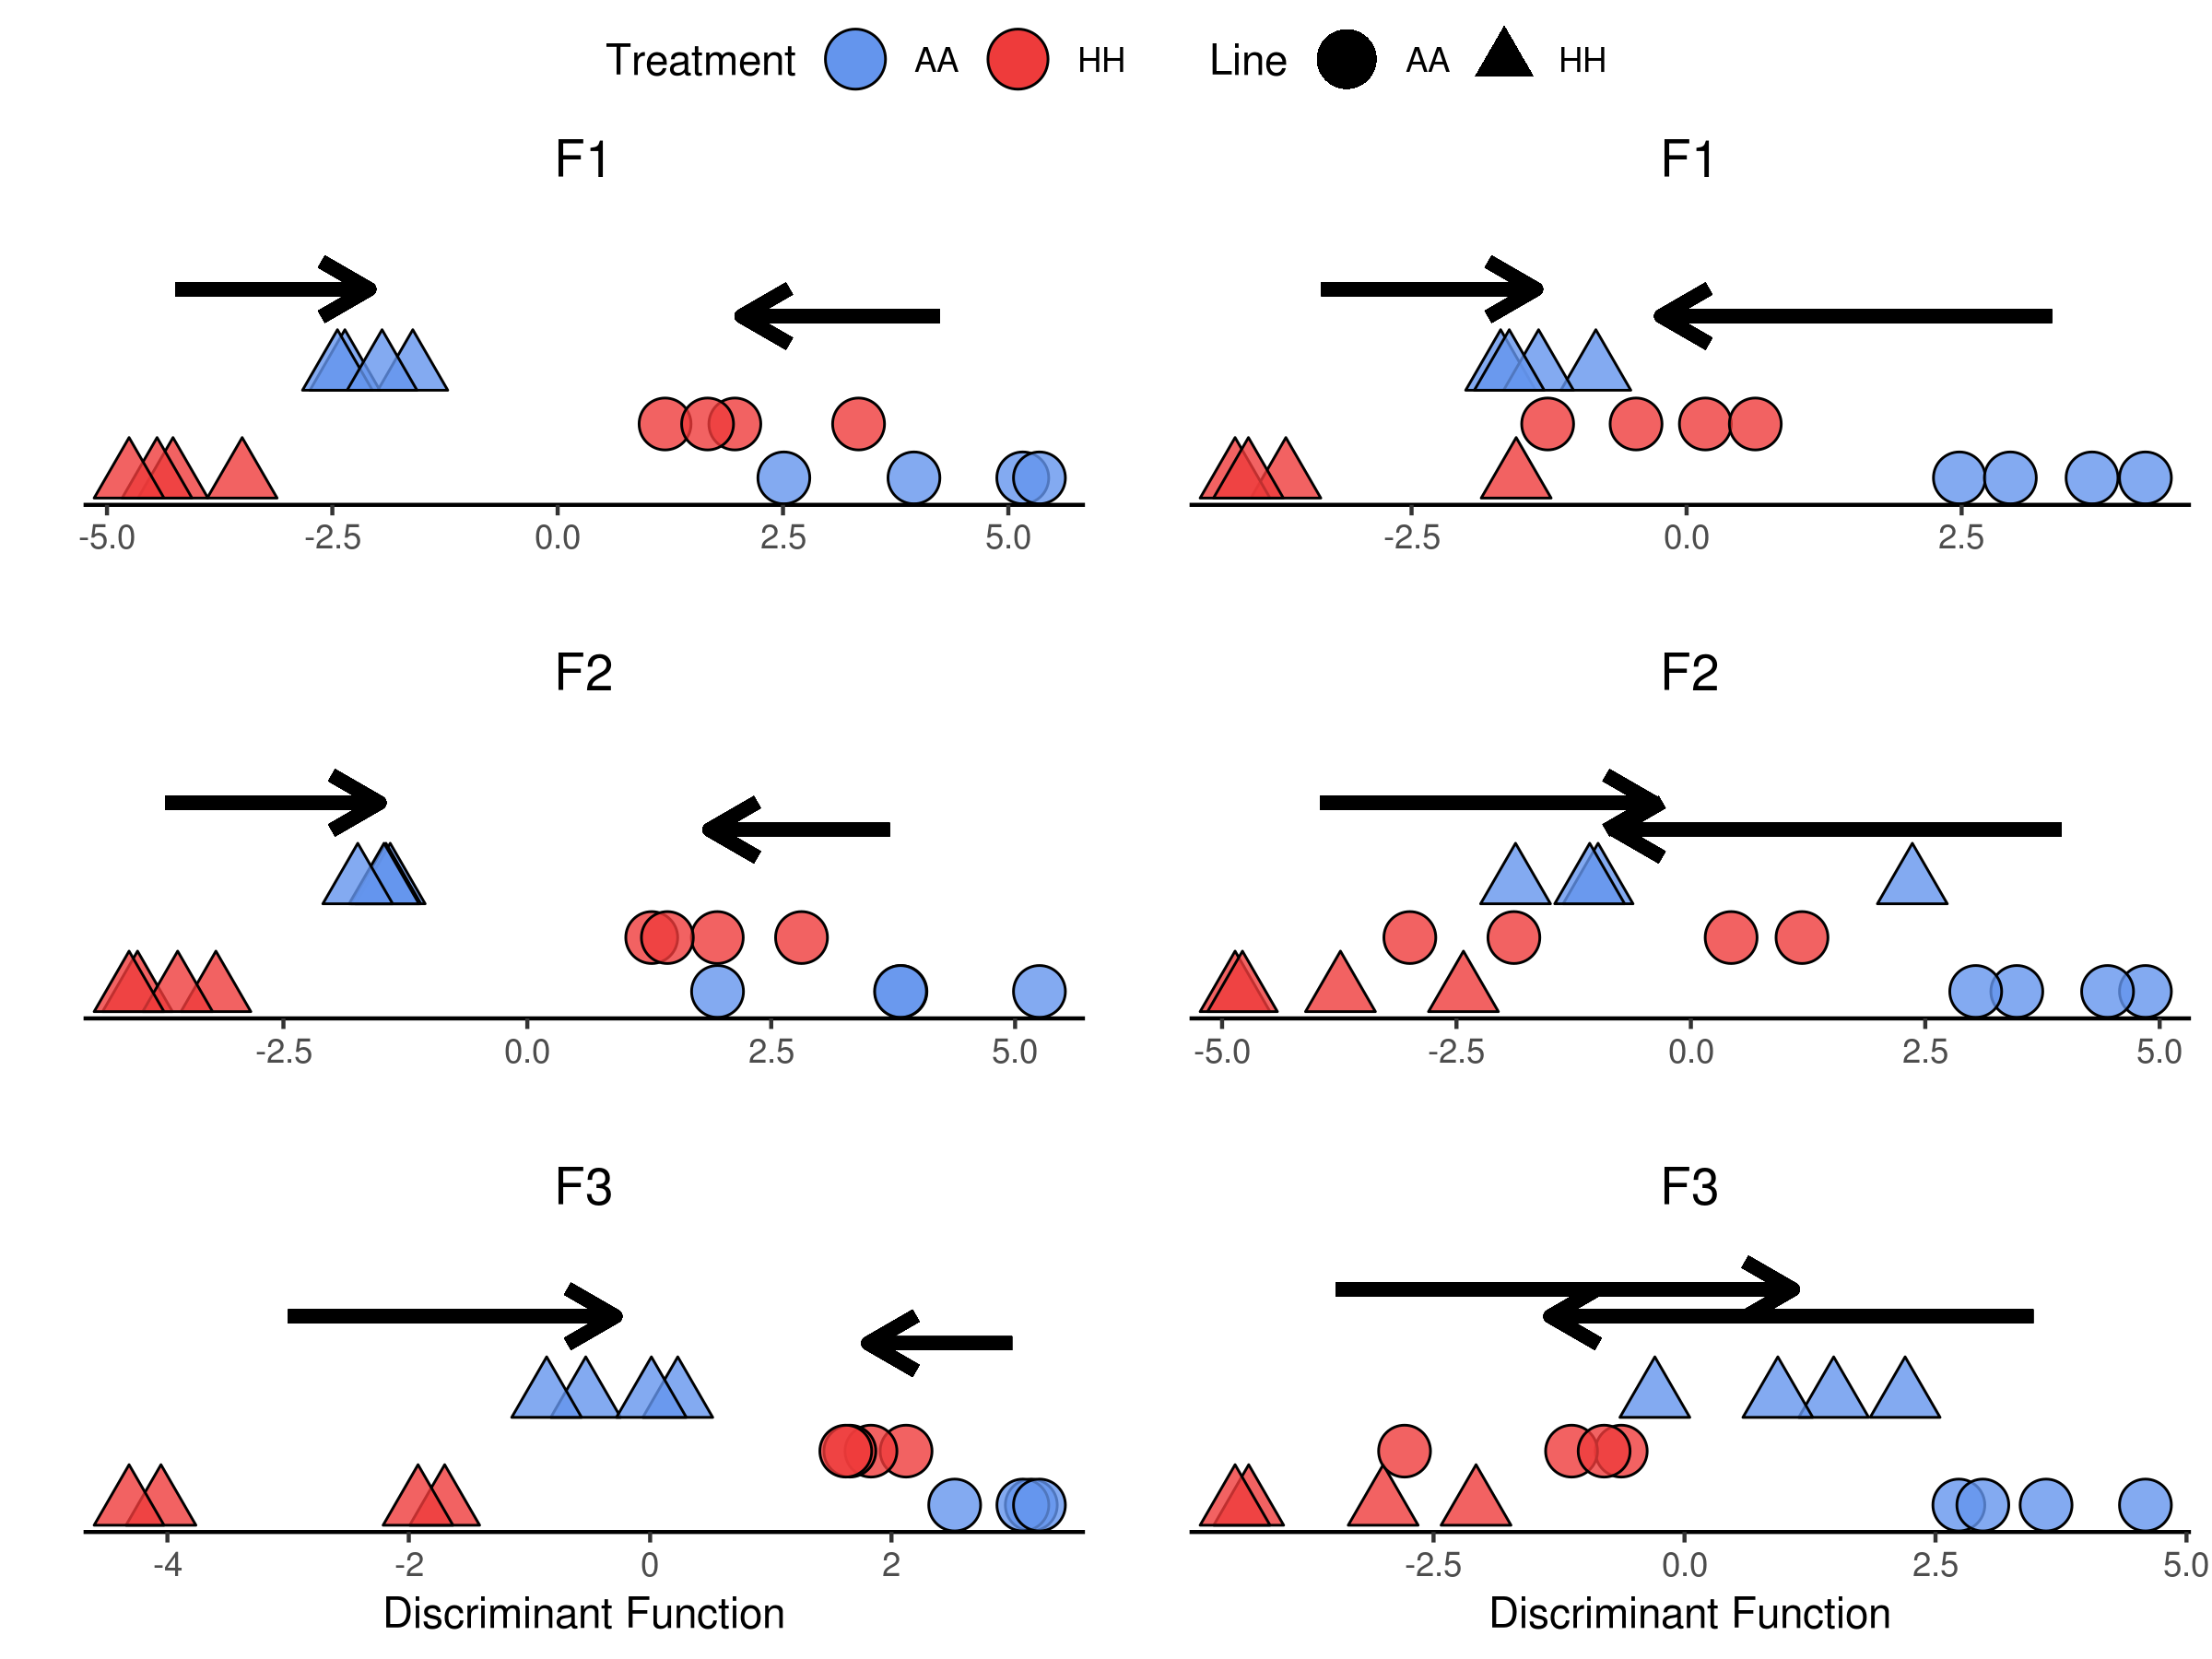 Treatment AA HH Line AA HH
F1 F1
-5.0 -2.5 0.0 2.5 5.0 -2.5 0.0 2.5
F2 F2
-2.5 0.0 2.5 5.0 -5.0 -2.5 0.0 2.5 5.0
F3 F3
-4 -2 0 2 -2.5 0.0 2.5 5.0
Discriminant Function Discriminant Function